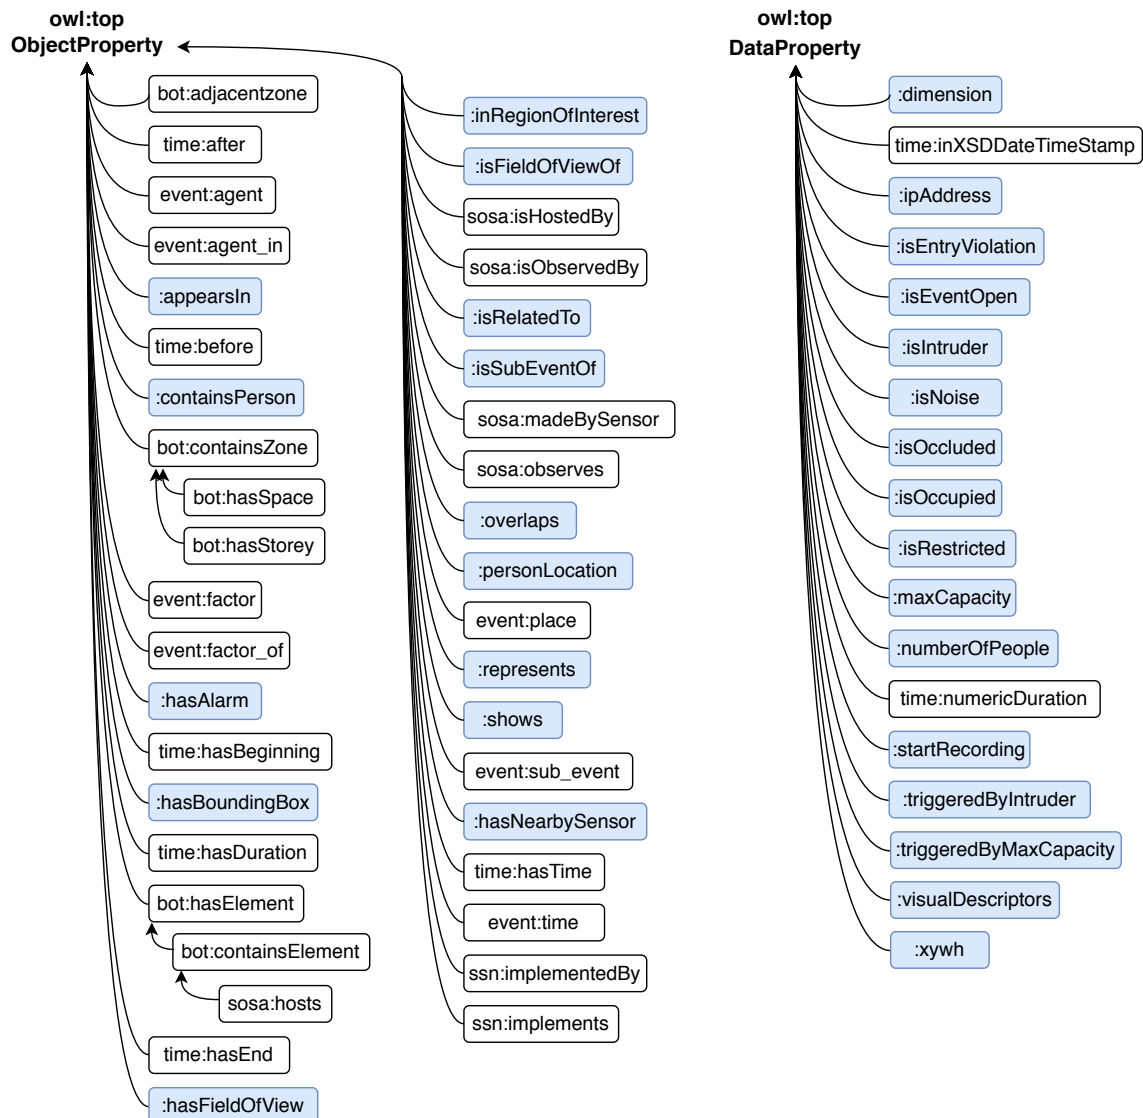 owl:top
ObjectProperty
bot:adjacentzone
time:after
event:agent
event:agent_in
:appearsIn
time:before
:containsPerson
bot:containsZone
bot:hasSpace
bot:hasStorey
event:factor
event:factor_of
:hasAlarm
time:hasBeginning
:hasBoundingBox
time:hasDuration
bot:hasElement
bot:containsElement
sosa:hosts
time:hasEnd
:hasFieldOfView
:inRegionOfInterest
:isFieldOfViewOf
sosa:isHostedBy
sosa:isObservedBy
:isRelatedTo
:isSubEventOf
sosa:madeBySensor
sosa:observes
:overlaps
:personLocation
event:place
:represents
:shows
event:sub_event
:hasNearbySensor
time:hasTime
event:time
ssn:implementedBy
ssn:implements
owl:top
DataProperty
:dimension
time:inXSDDateTimeStamp
:ipAddress
:isEntryViolation
:isEventOpen
:isIntruder
:isNoise
:isOccluded
:isOccupied
:isRestricted
:maxCapacity
:numberOfPeople
time:numericDuration
:startRecording
:triggeredByIntruder
:triggeredByMaxCapacity
:visualDescriptors
:xywh